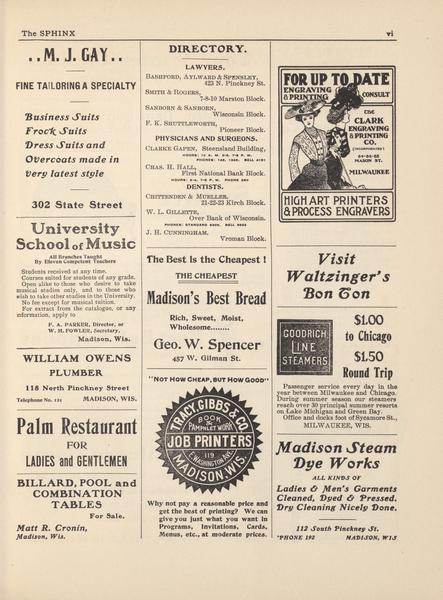 The SPHINX
vi
..M. J. GAY..
FINE TAILORING A SPECIALTY
Business Suits
Frock Suits
Dress Suits and
Overcoats made in
very latest style
302 State Street
University
School of Music
All Branches Taught
By Eleven Competent Teachers
Students received at any time.
Courses suited for students of any grade.
Open alike to those who desire to take
musical studies only, and to those who
wish to take other studies in the University.
No fee except for musical tuition.
For extract from the catalogue, or any
information, apply to
F. A. PARKER, Director, or
W. H. FOWLER, Secretary,
Madison, Wis.
WILLIAM OWENS
PLUMBER
118 North Pinckney Street
Telephone No. 121 MADISON, WIS.
Palm Restaurant
FOR
LADIES and GENTLEMEN
BILLARD, POOL and
COMBINATION
TABLES
For Sale.
Matt R. Cronin,
Madison, Wis.
DIRECTORY.
LAWYERS.
BASHFORD, AYLWARD & SPENSLEY,
423 N. Pinckney St.
SMITH & ROGERS,
7-8-10 Marston Block.
SANBORN & SANBORN,
Wisconsin Block.
F. K. SHUTTLEWORTH,
Pioneer Block.
PHYSICIANS AND SURGEONS.
CLARKE GAPEN, Steensland Building,
CHAS. H. HALL,
First National Bank Block.
DENTISTS.
CHITTENDEN & MUELLER,
21-22-23 Kirch Block.
W. L. GILLETTE,
Over Bank of Wisconsin.
J. H. CUNNINGHAM,
Vroman Block.
The Best is the Cheapest !
THE CHEAPEST
Madison's Best Bread
Rich, Sweet, Moist,
Wholesome........
Geo. W. Spencer
457 W. Gilman St.
"NOT HOW CHEAP, BUT HOW GOOD"
TRACY, GIBBS & CO.
BOOK
&
PAMPHLET WORK
JOB PRINTERS
119
E. WASHINGTON AVE.
MADISON, WIS.
Why not pay a reasonable price and
get the best of printing? We can
give you just what you want in
Programs, Invitations, Cards,
Menus, etc., at moderate prices.
FOR UP TO DATE
ENGRAVING
& PRINTING CONSULT
THE
CLARK
ENGRAVING
& PRINTING
CO.
(INCORPORATED)
MASON ST.
MILWAUKEE
HIGH ART PRINTERS
& PROCESS ENGRAVERS
Visit
Waltzinger's
Bon Ton
GOODRICH
LINE
STEAMERS
$1.00
to Chicago
$1.50
Round Trip
Passenger service every day in the
year between Milwaukee and Chicago.
During summer season our steamers
reach over 30 principal summer resorts
on Lake Michigan and Green Bay.
Office and docks foot of Sycamore St.,
MILWAUKEE, WIS.
Madison Steam
Dye Works
ALL KINDS OF
Ladies & Men's Garments
Cleaned, Dyed & Pressed.
Dry Cleaning Nicely Done.
112 South Pinckney St.
'PHONE 192 MADISON, WIS